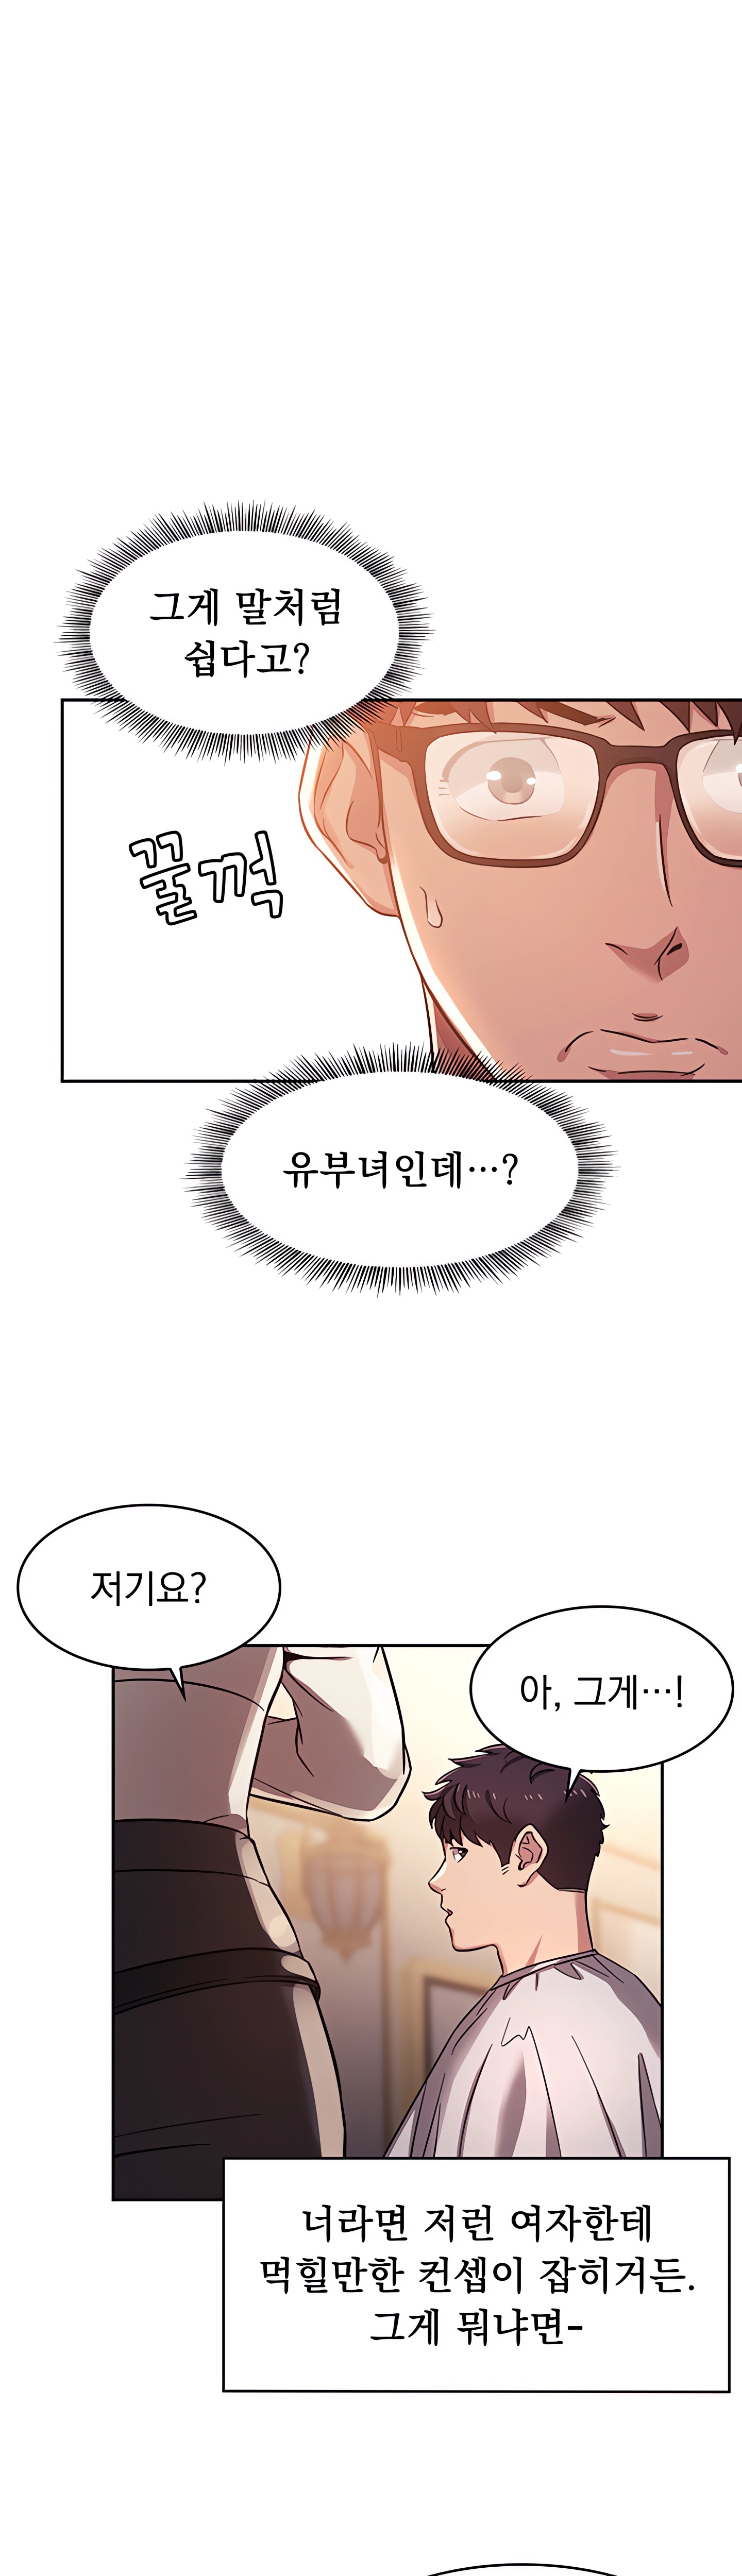 그게 말처럼
쉽다고?
꿀꺽
유부녀인데…?
저기요?
아, 그게…!
너라면 저런 여자한테
먹힐만한 컨셉이 잡히거든.
그게 뭐냐면-